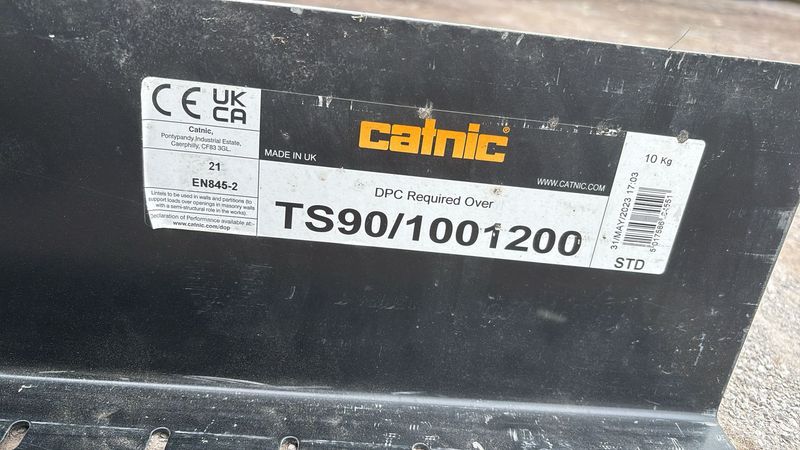 CE UK
CA
Catnic,
Pontypandy Industrial Estate,
Caerphilly, CF83 3GL.
21
EN845-2
Lintels to be used in walls and partitions (to
support loads over openings in masonry walls
with a semi-structural role in the works).
Declaration of Performance available at:-
www.catnic.com/dop
catnic®
MADE IN UK
WWW.CATNIC.COM
DPC Required Over
TS90/1001200
10 Kg
31/MAY/2023 17:03
STD